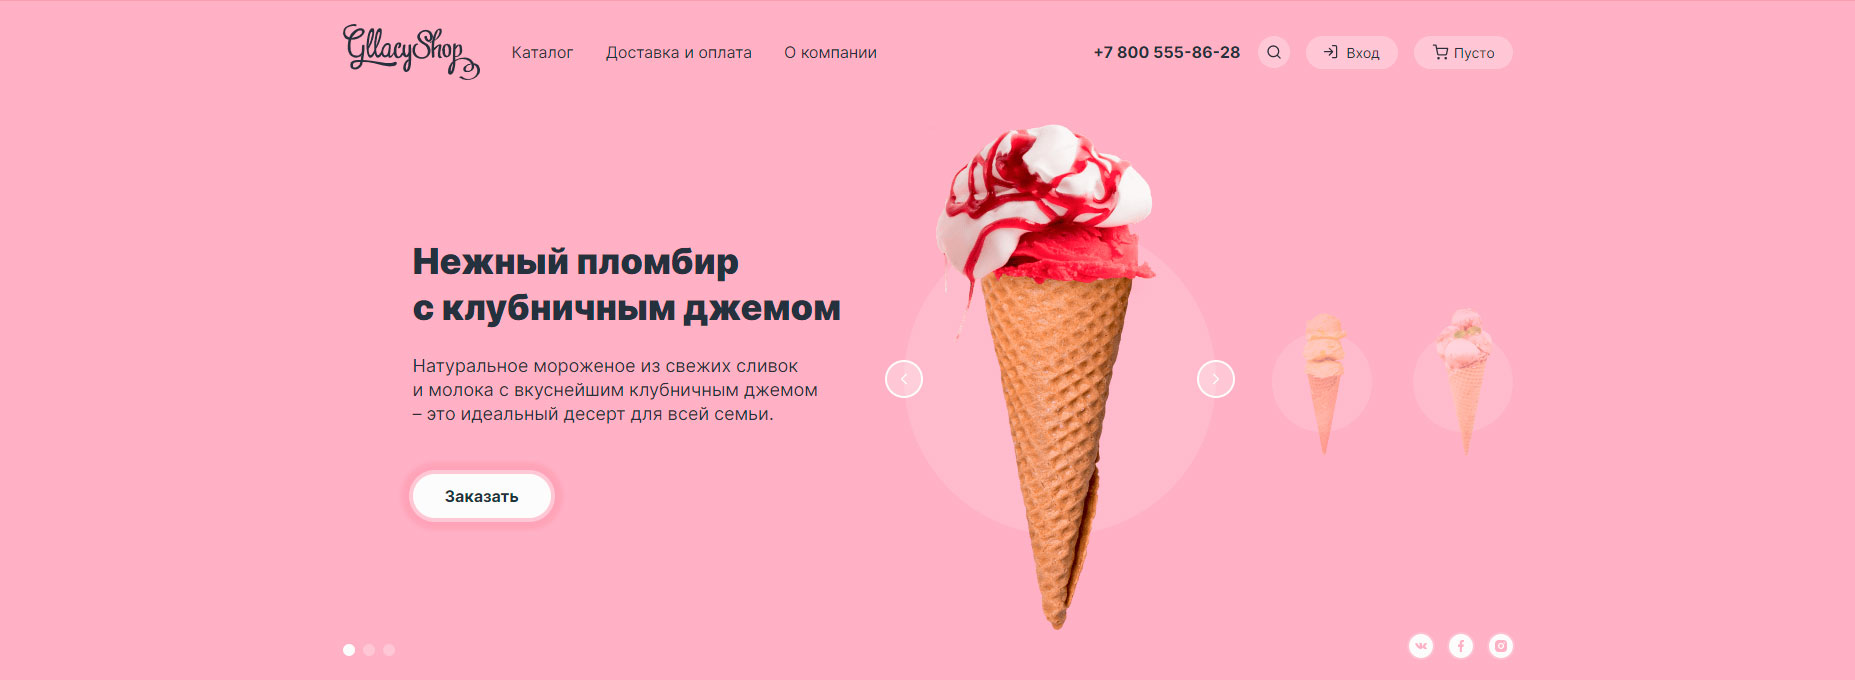 GllacyShop
Каталог
Доставка и оплата
О компании
+7 800 555-86-28
Вход
Пусто
Нежный пломбир
с клубничным джемом
Натуральное мороженое из свежих сливок
и молока с вкуснейшим клубничным джемом
– это идеальный десерт для всей семьи.
Заказать